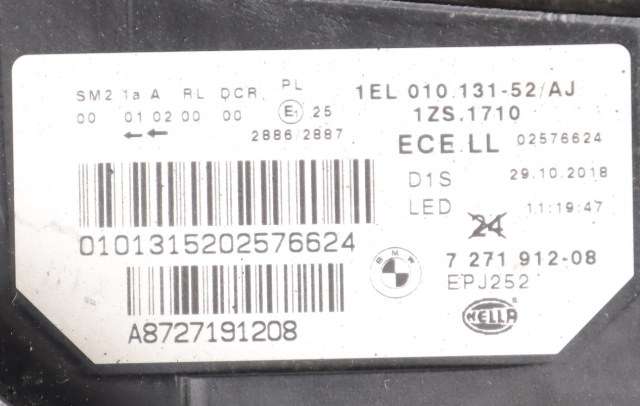 SM2 1a A RL DCR PL
00 01 02 00 00 E1 25
2886/2887
1EL 010.131-52/AJ
1ZS.1710
ECE LL 02576624
D1S 29.10.2018
LED 11:19:47
24
0101315202576624
BMW
7 271 912-08
EPJ252
A8727191208
HELLA